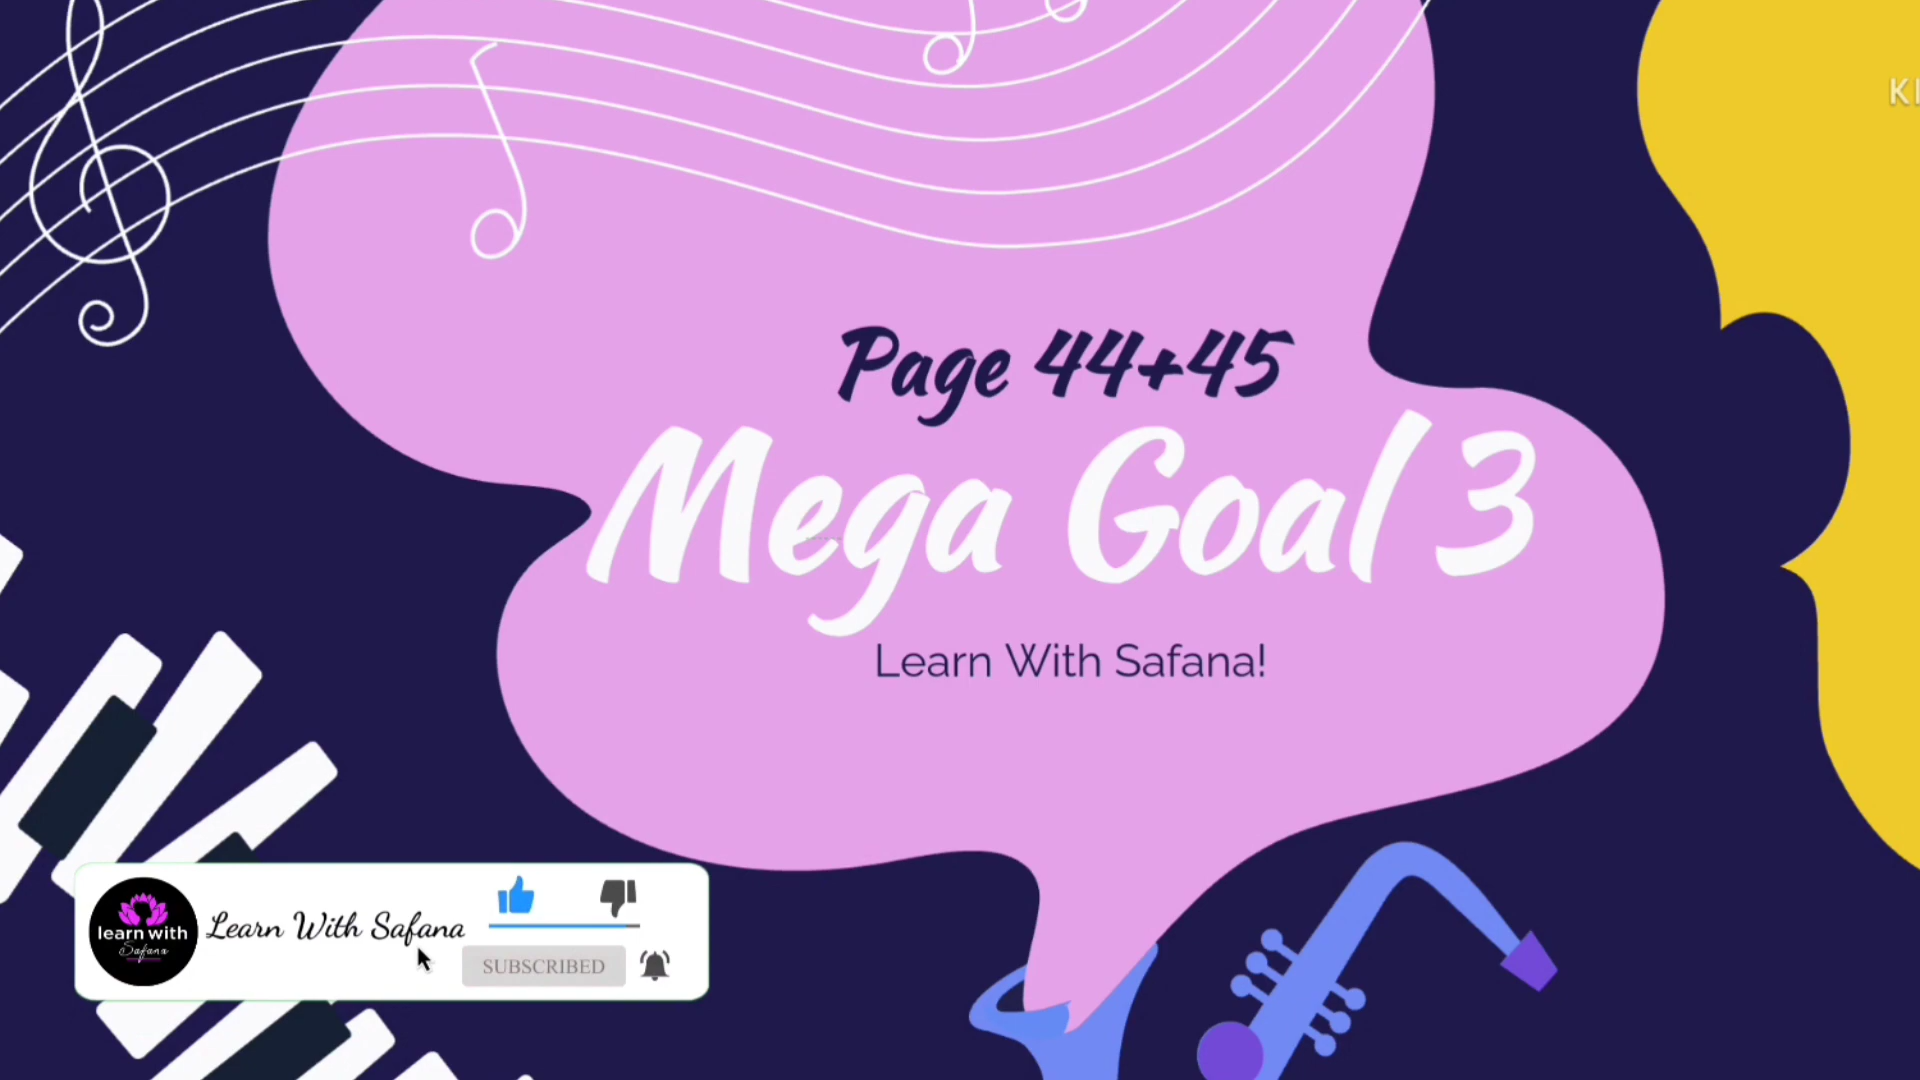 Page 44+45
Mega Goal 3
Learn With Safana!
learn with
Safana
Learn With Safana
SUBSCRIBED